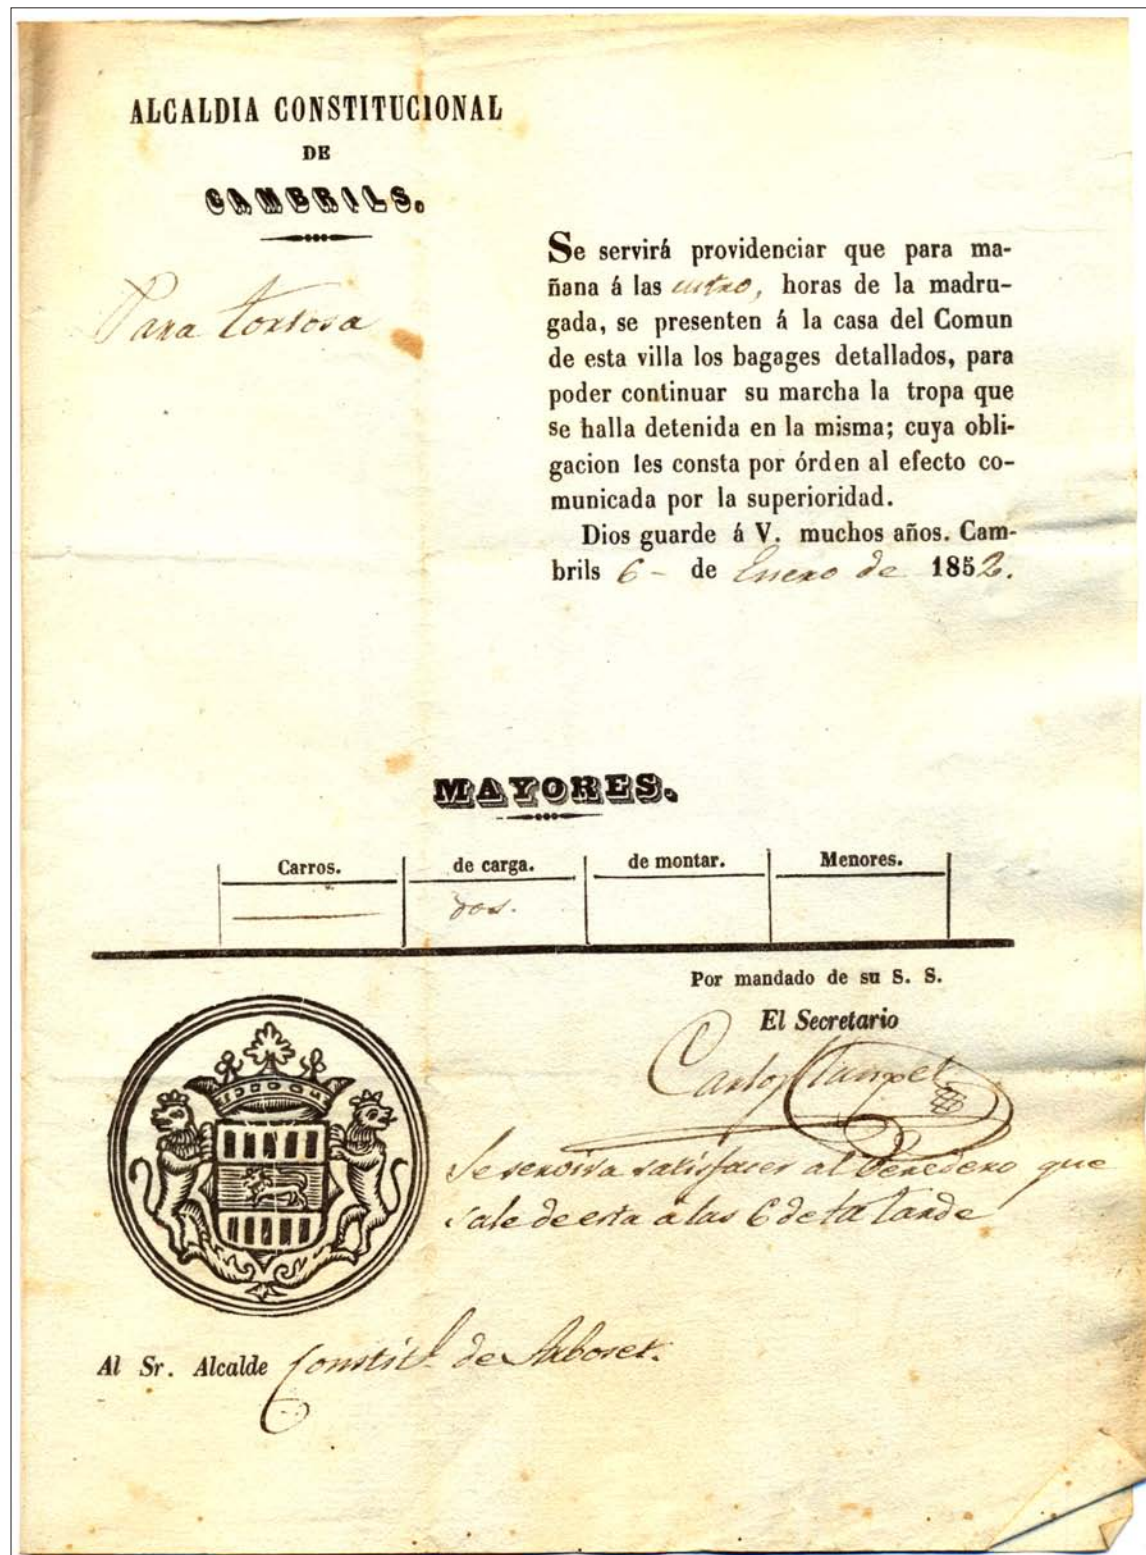 ALCALDIA CONSTITUCIONAL
DE
CAMBRILS.
Para Tortosa
Se servirá providenciar que para ma-
ñana á las cuatro, horas de la madru-
gada, se presenten á la casa del Comun
de esta villa los bagages detallados, para
poder continuar su marcha la tropa que
se halla detenida en la misma; cuya obli-
gacion les consta por órden al efecto co-
municada por la superioridad.
Dios guarde á V. muchos años. Cam-
brils 6 - de Enero de 1852.
MAYORES.
Carros. de carga. de montar. Menores.
dos.
Por mandado de su S. S.
El Secretario
Carlos
Se servira satisfacer al Veredero que
sale de esta a las 6 de la tarde
Al Sr. Alcalde Constitl. de Arboset.